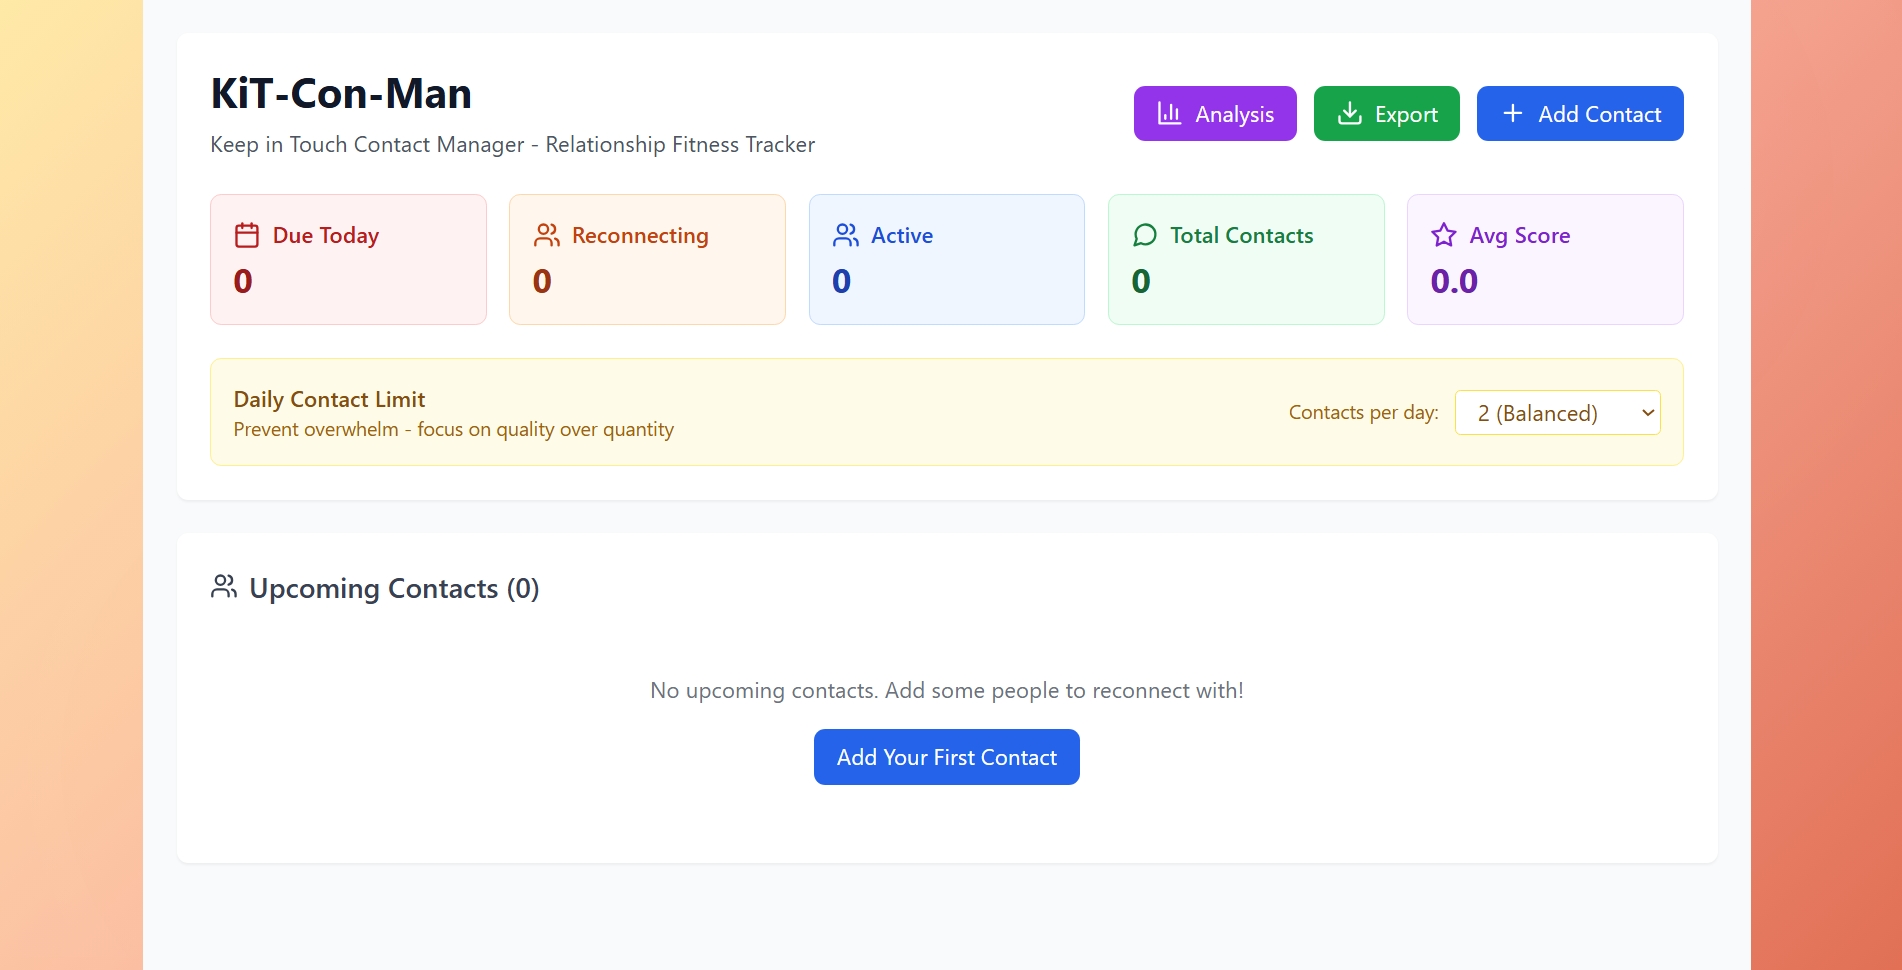 KiT-Con-Man
Keep in Touch Contact Manager - Relationship Fitness Tracker
Analysis
Export
Add Contact
Due Today
0
Reconnecting
0
Active
0
Total Contacts
0
Avg Score
0.0
Daily Contact Limit
Prevent overwhelm - focus on quality over quantity
Contacts per day:
2 (Balanced)
Upcoming Contacts (0)
No upcoming contacts. Add some people to reconnect with!
Add Your First Contact